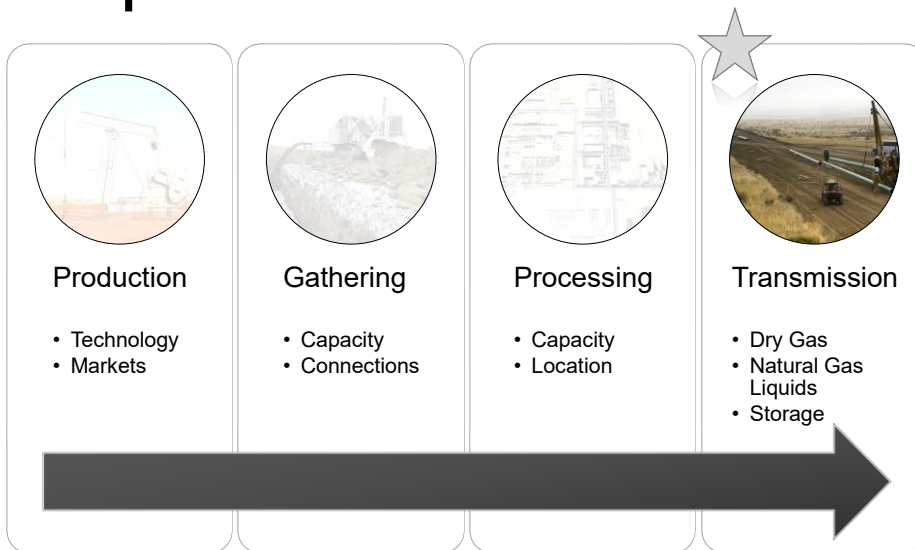 Production
• Technology
• Markets
Gathering
• Capacity
• Connections
Processing
• Capacity
• Location
Transmission
• Dry Gas
• Natural Gas
Liquids
• Storage